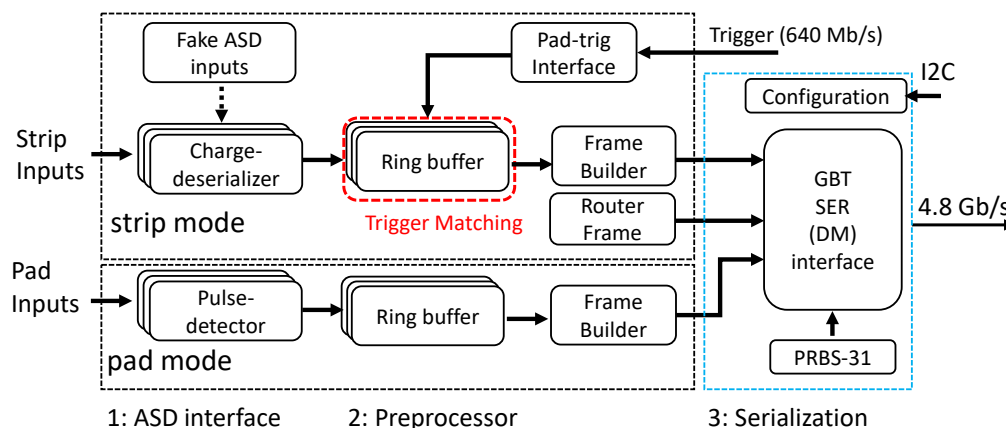 Fake ASD
inputs
Pad-trig
Interface
Trigger (640 Mb/s)
I2C
Configuration
Strip
Inputs
Charge-
deserializer
Ring buffer
Frame
Builder
GBT
SER
(DM)
interface
4.8 Gb/s
strip mode
Trigger Matching
Router
Frame
Pad
Inputs
Pulse-
detector
Ring buffer
Frame
Builder
PRBS-31
pad mode
1: ASD interface
2: Preprocessor
3: Serialization